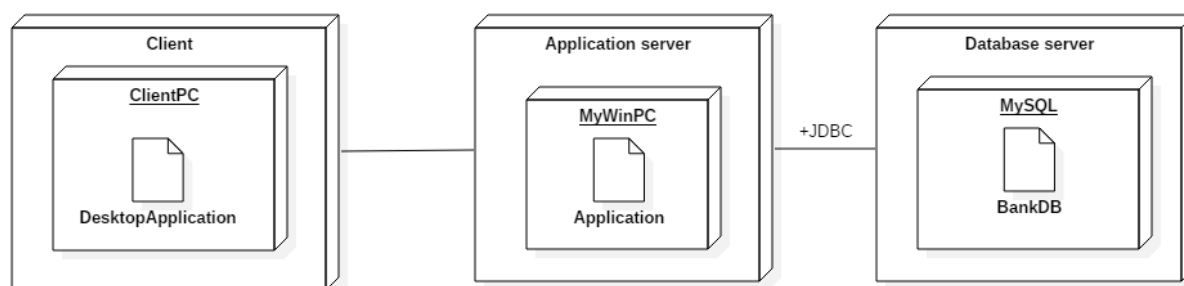 Client
ClientPC
DesktopApplication
Application server
MyWinPC
Application
+JDBC
Database server
MySQL
BankDB